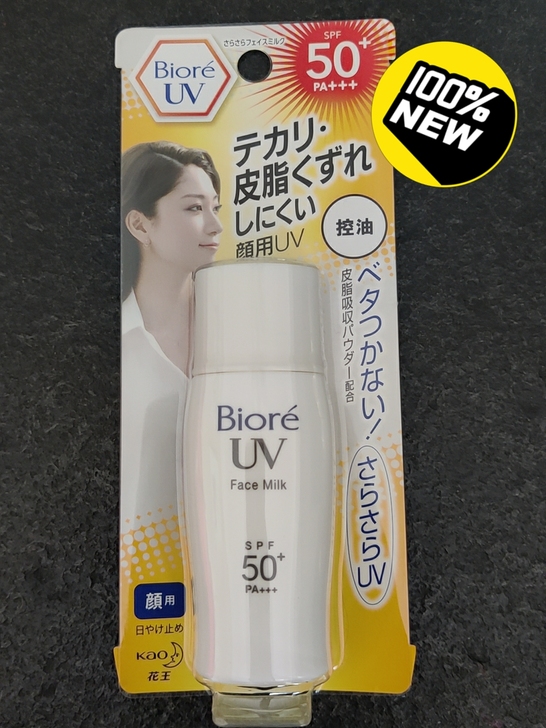 さらさらフェイスミルク
Bioré
UV
SPF
50+
PA+++
100%
NEW
テカリ・
皮脂くずれ
しにくい
顔用UV
控油
ベタつかない!
皮脂吸収パウダー配合
さらさらUV
Bioré
UV
Face Milk
SPF
50+
PA+++
顔用
日やけ止め
Kao
花王